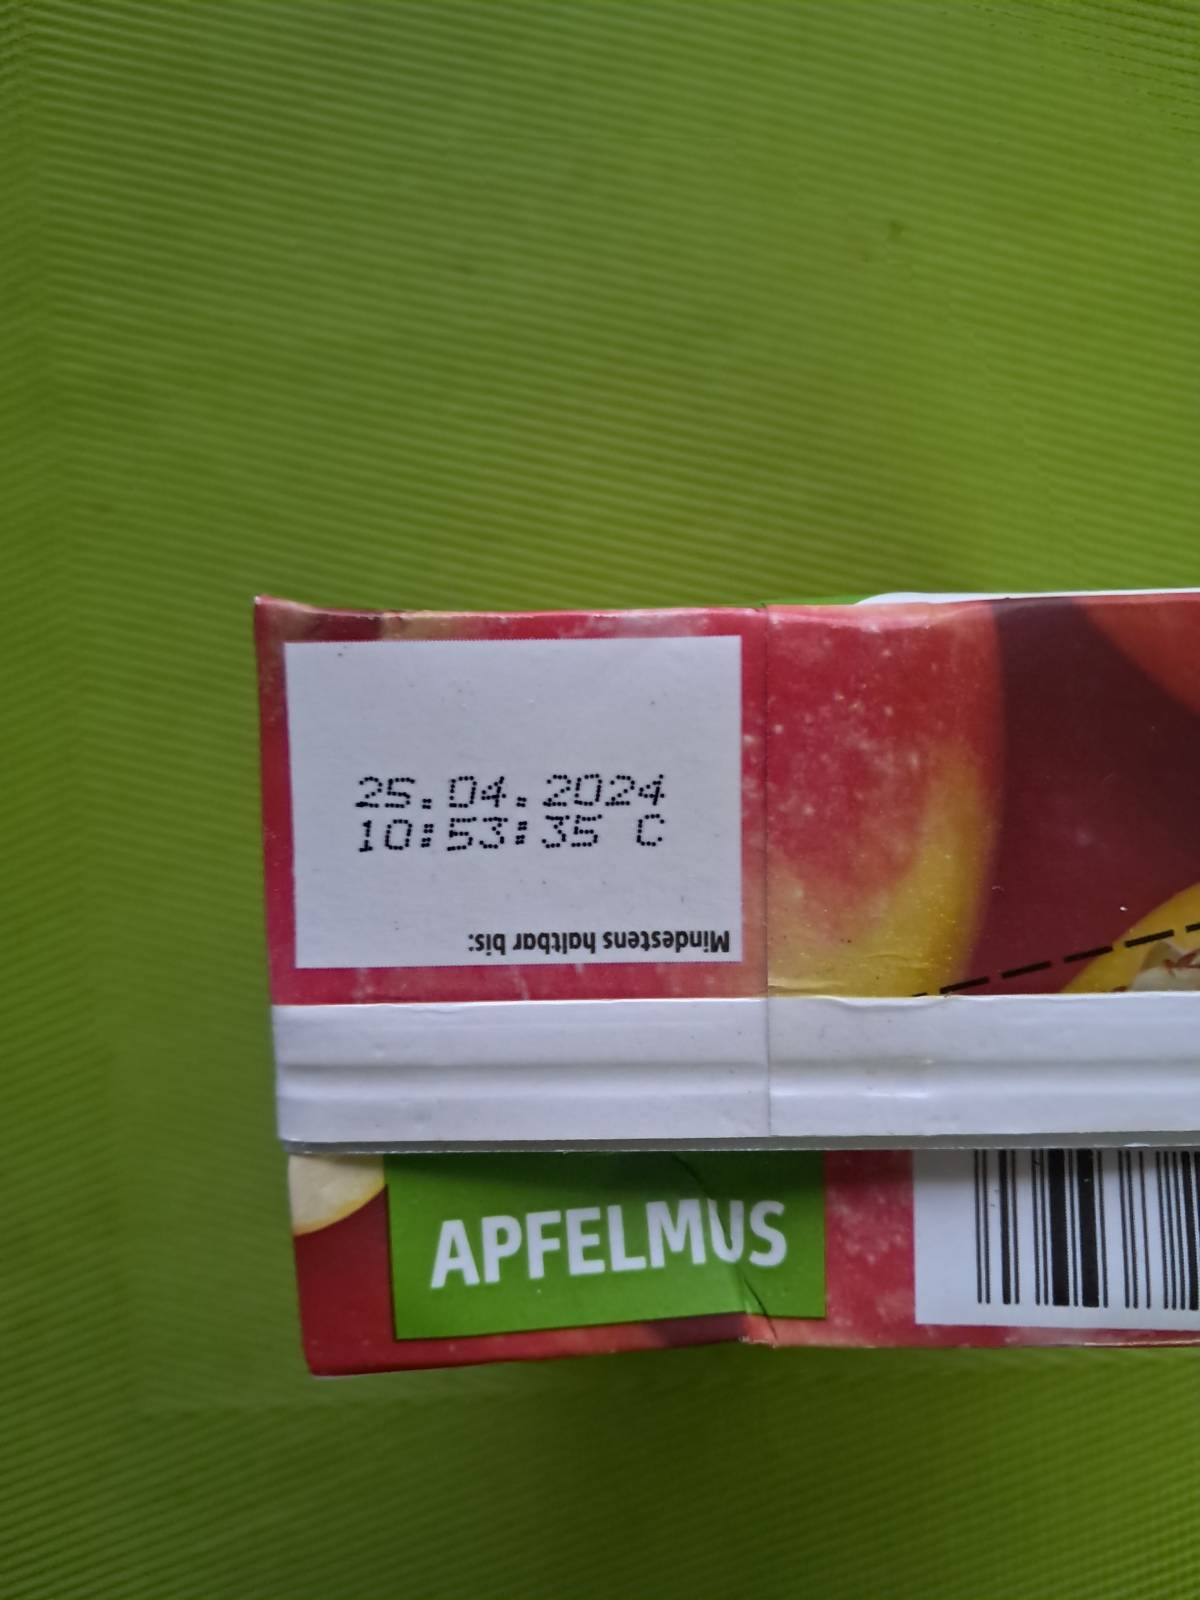 25.04.2024
10:53:35 C
Mindestens haltbar bis:
APFELMUS